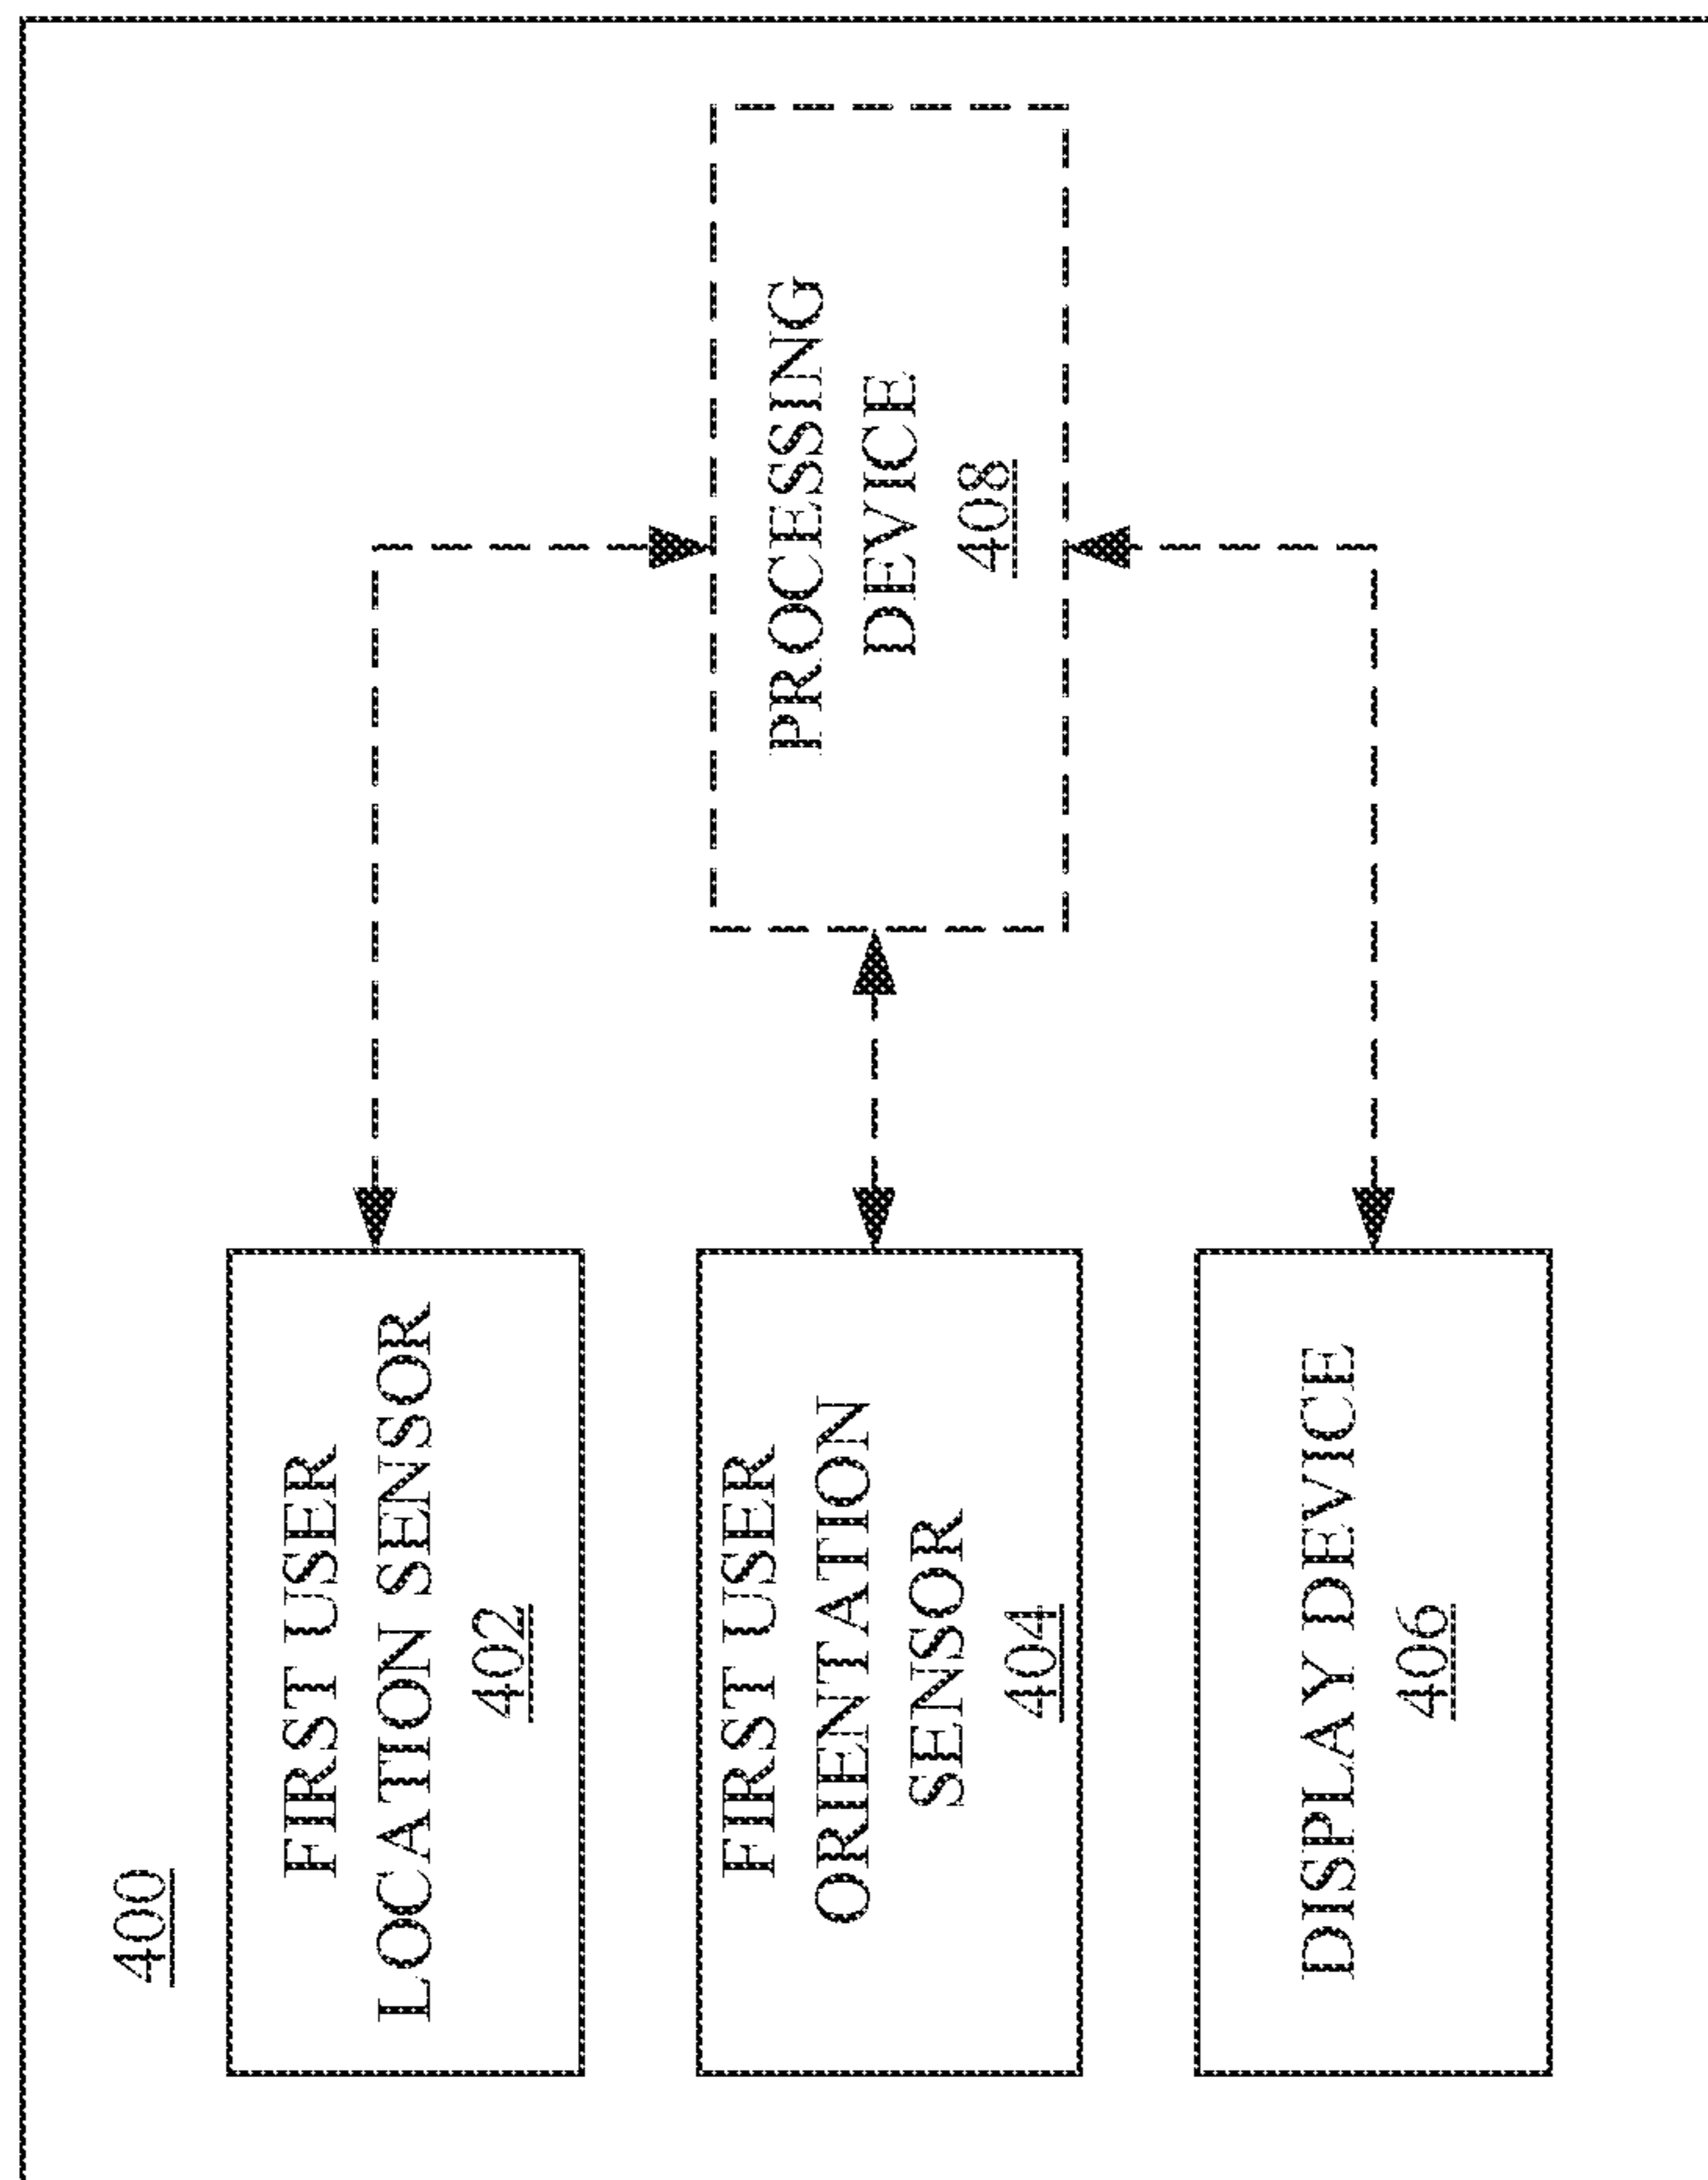 400
FIRST USER
LOCATION SENSOR
402
FIRST USER
ORIENTATION
SENSOR
404
DISPLAY DEVICE
406
PROCESSING
DEVICE
408